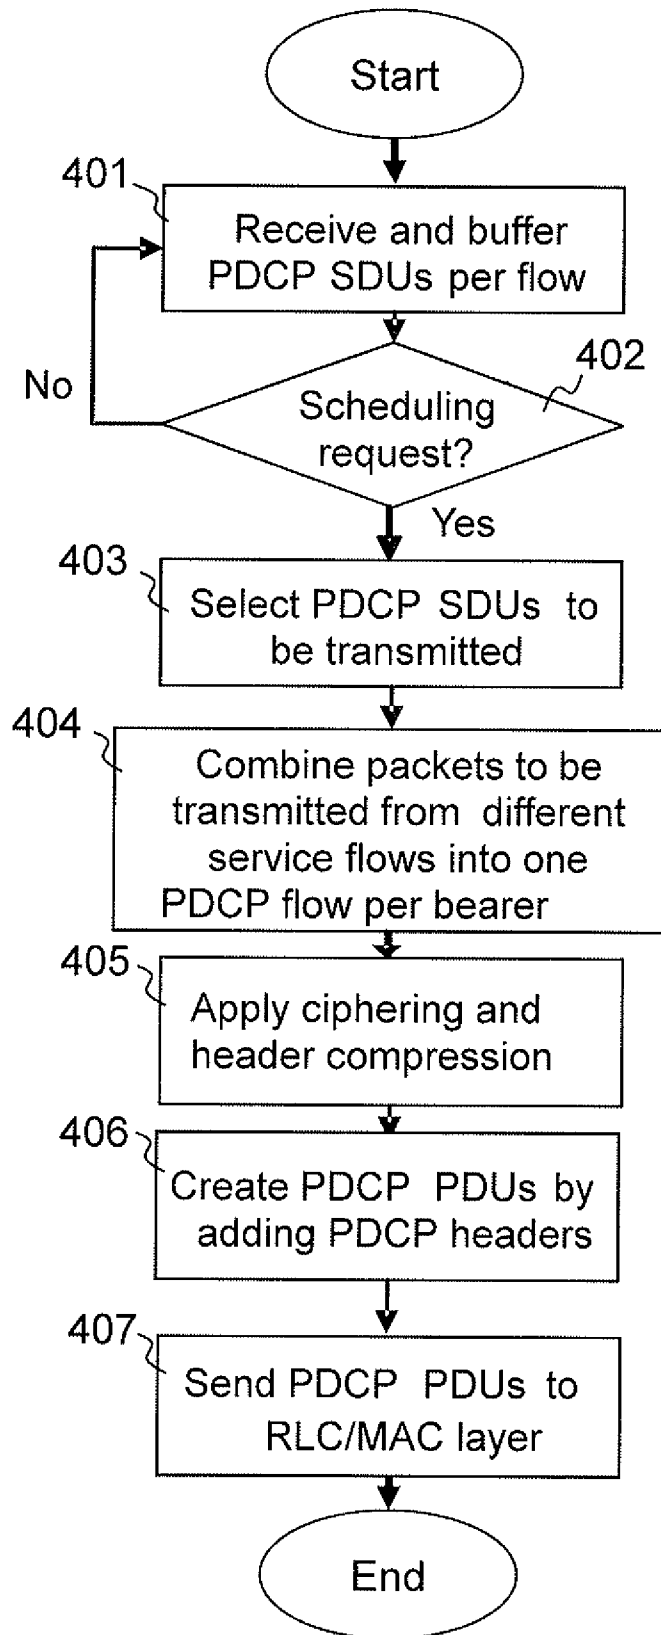 Start
401
Receive and buffer
PDCP SDUs per flow
402
No
Scheduling
request?
Yes
403
Select PDCP SDUs to
be transmitted
404
Combine packets to be
transmitted from different
service flows into one
PDCP flow per bearer
405
Apply ciphering and
header compression
406
Create PDCP PDUs by
adding PDCP headers
407
Send PDCP PDUs to
RLC/MAC layer
End